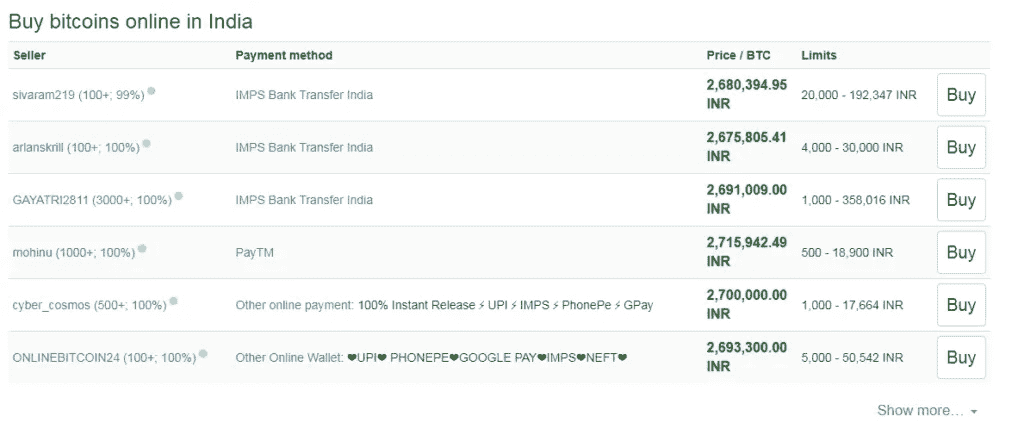 Buy bitcoins online in India
Seller Payment method Price / BTC Limits
sivaram219 (100+; 99%) IMPS Bank Transfer India 2,680,394.95 INR 20,000 - 192,347 INR Buy
arlanskrill (100+; 100%) IMPS Bank Transfer India 2,675,805.41 INR 4,000 - 30,000 INR Buy
GAYATRI2811 (3000+; 100%) IMPS Bank Transfer India 2,691,009.00 INR 1,000 - 358,016 INR Buy
mohinu (1000+; 100%) PayTM 2,715,942.49 INR 500 - 18,900 INR Buy
cyber_cosmos (500+; 100%) Other online payment: 100% Instant Release ⚡ UPI ⚡ IMPS ⚡ PhonePe ⚡ GPay 2,700,000.00 INR 1,000 - 17,664 INR Buy
ONLINEBITCOIN24 (100+; 100%) Other Online Wallet: ❤UPI❤ PHONEPE❤GOOGLE PAY❤IMPS❤NEFT❤ 2,693,300.00 INR 5,000 - 50,542 INR Buy
Show more...